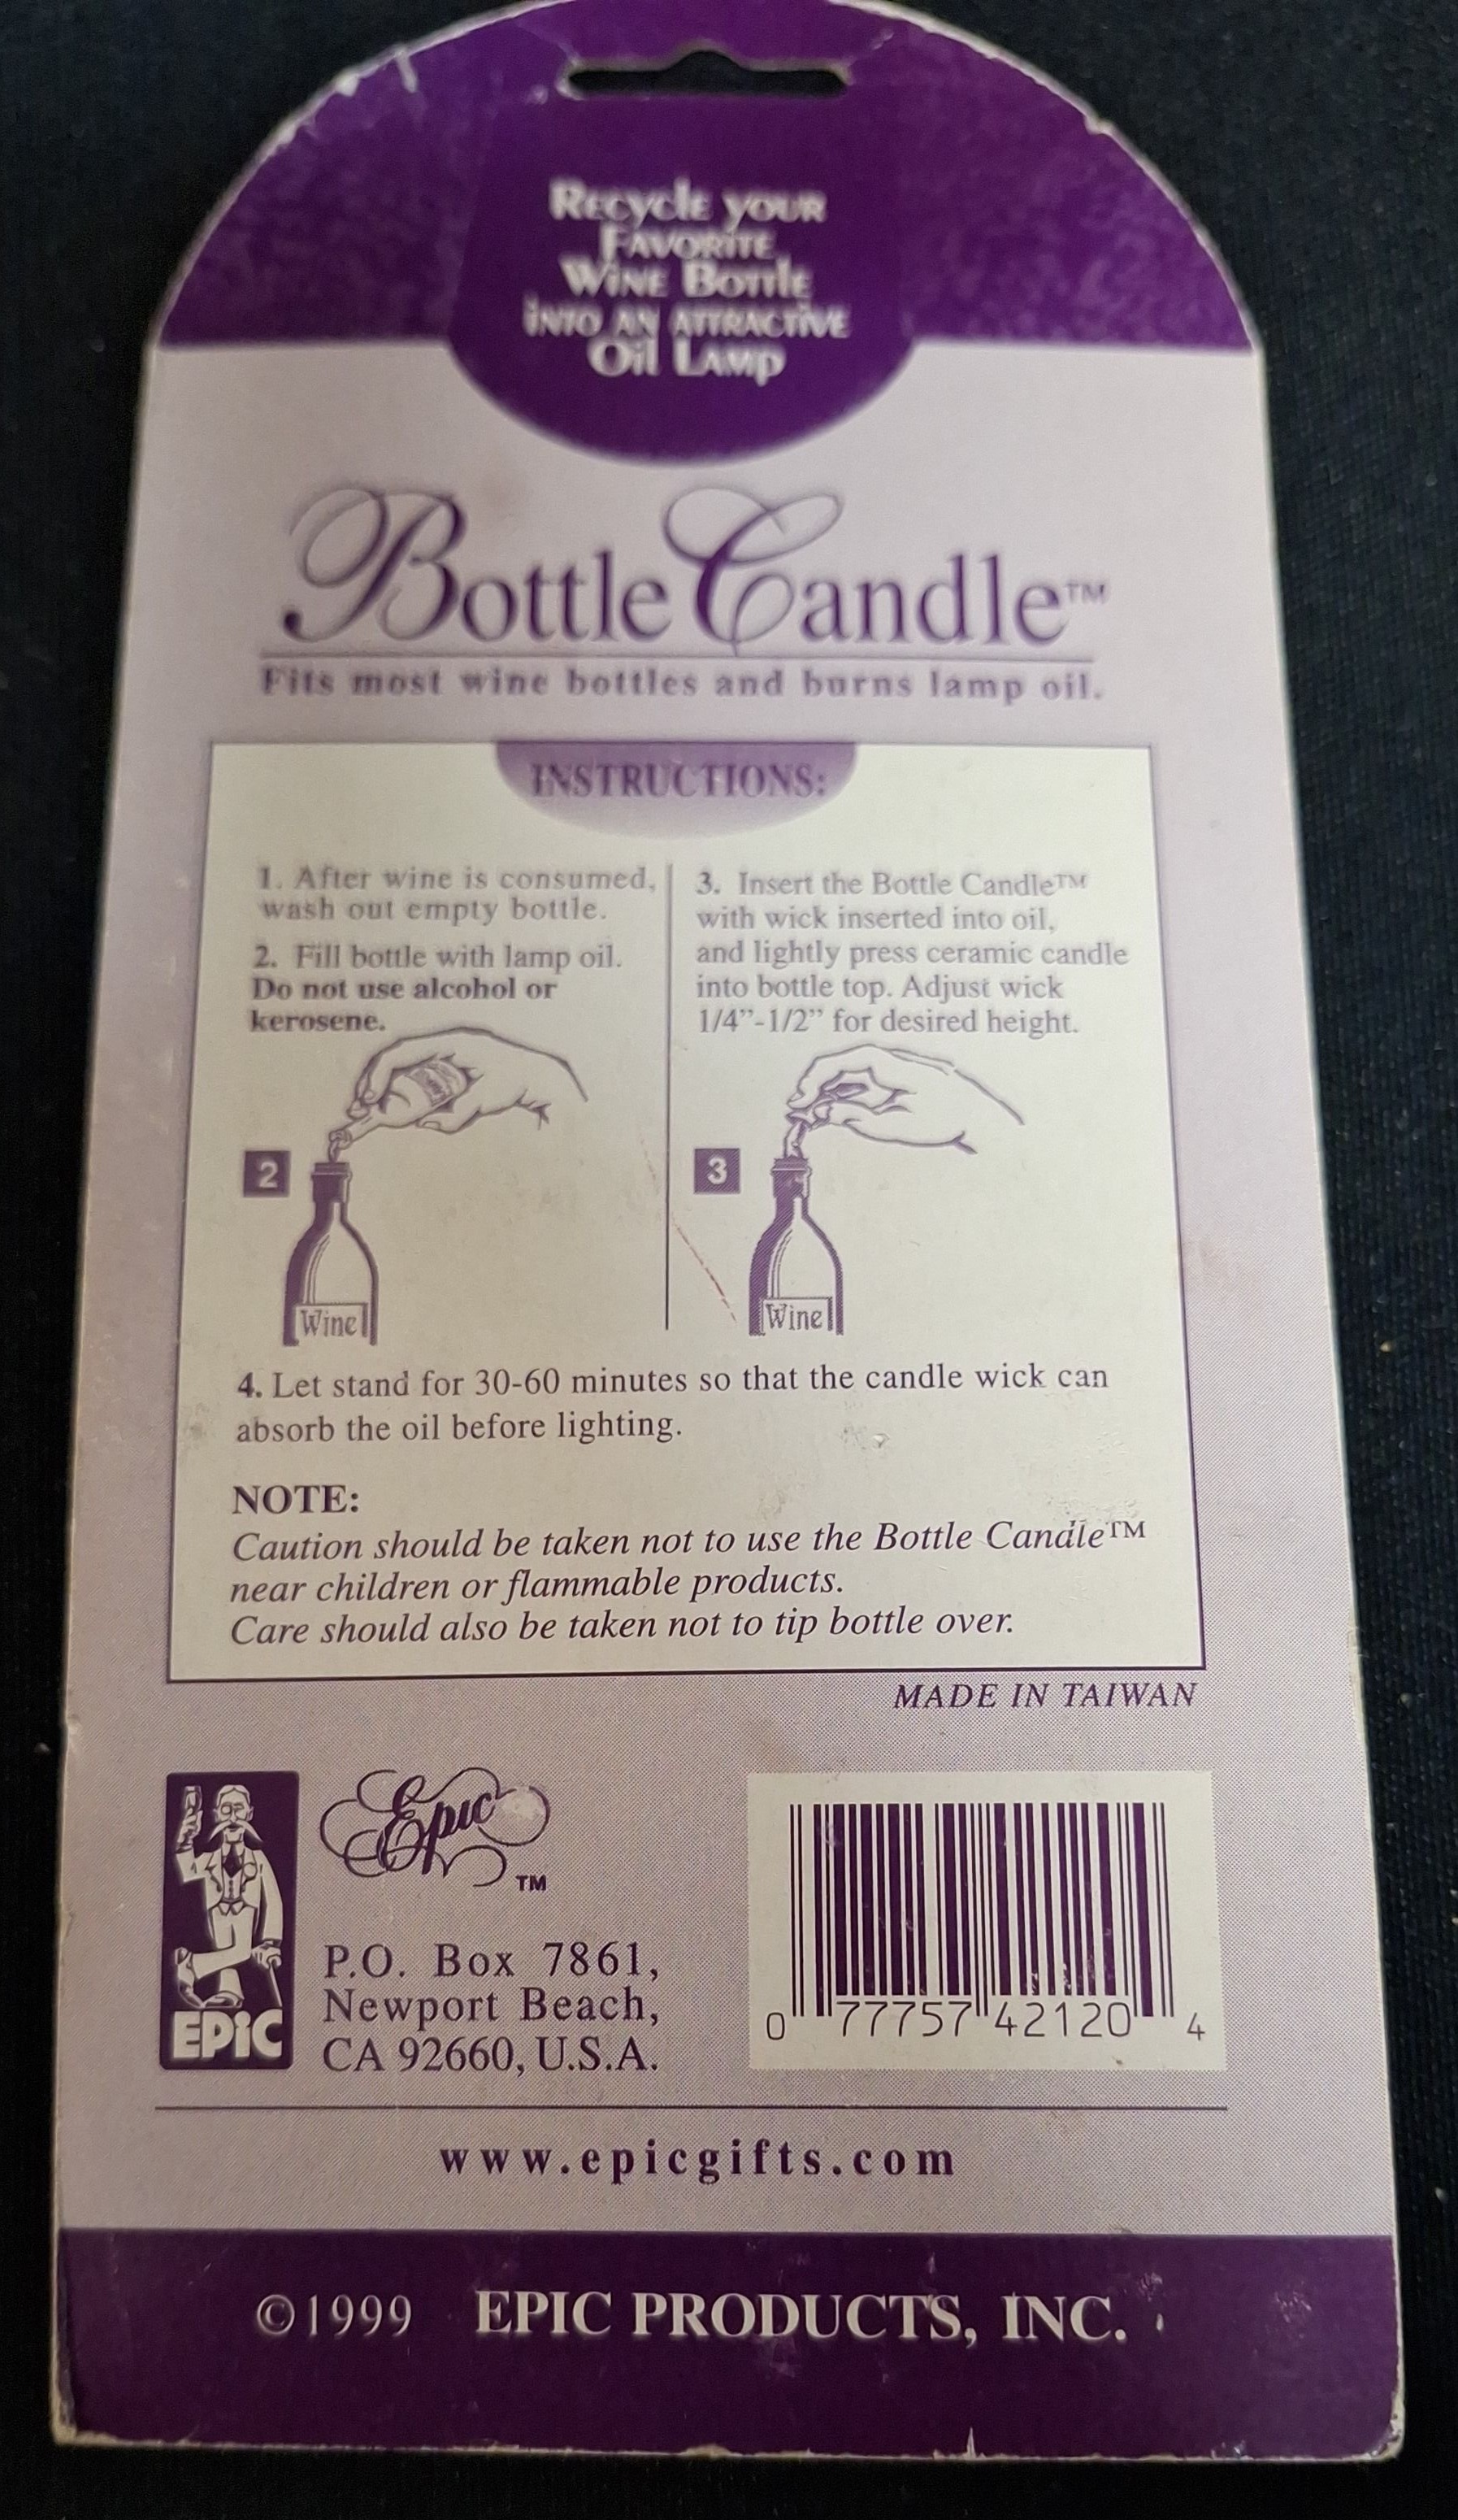 Recycle your
Favorite
Wine Bottle
into an attractive
Oil Lamp
Bottle Candle™
Fits most wine bottles and burns lamp oil.
INSTRUCTIONS:
1. After wine is consumed,
wash out empty bottle.
2. Fill bottle with lamp oil.
Do not use alcohol or
kerosene.
2
Wine
3. Insert the Bottle Candle™
with wick inserted into oil,
and lightly press ceramic candle
into bottle top. Adjust wick
1/4”-1/2” for desired height.
3
Wine
4. Let stand for 30-60 minutes so that the candle wick can
absorb the oil before lighting.
NOTE:
Caution should be taken not to use the Bottle Candle™
near children or flammable products.
Care should also be taken not to tip bottle over.
MADE IN TAIWAN
EPiC
Epic™
P.O. Box 7861,
Newport Beach,
CA 92660, U.S.A.
0 77757 42120 4
www.epicgifts.com
©1999 EPIC PRODUCTS, INC.